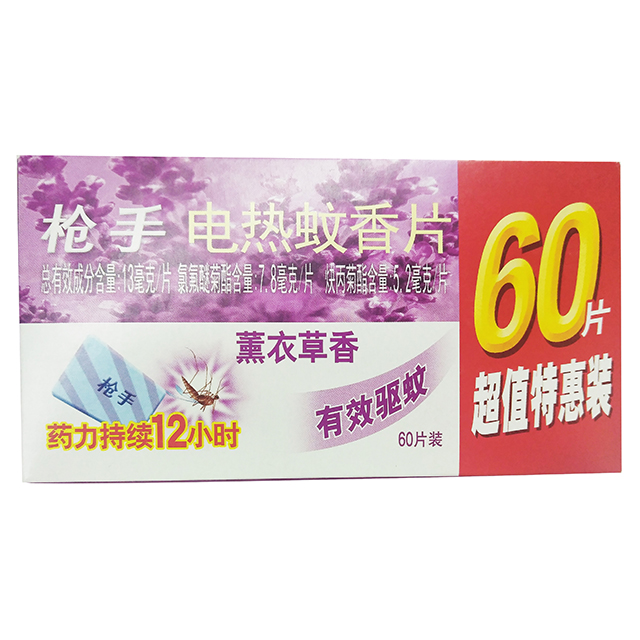 枪手 电热蚊香片
总有效成分含量:13毫克/片 氯氟醚菊酯含量:7.8毫克/片 炔丙菊酯含量:5.2毫克/片
薰衣草香
枪手
有效驱蚊
药力持续12小时
60片装
60片
超值特惠装